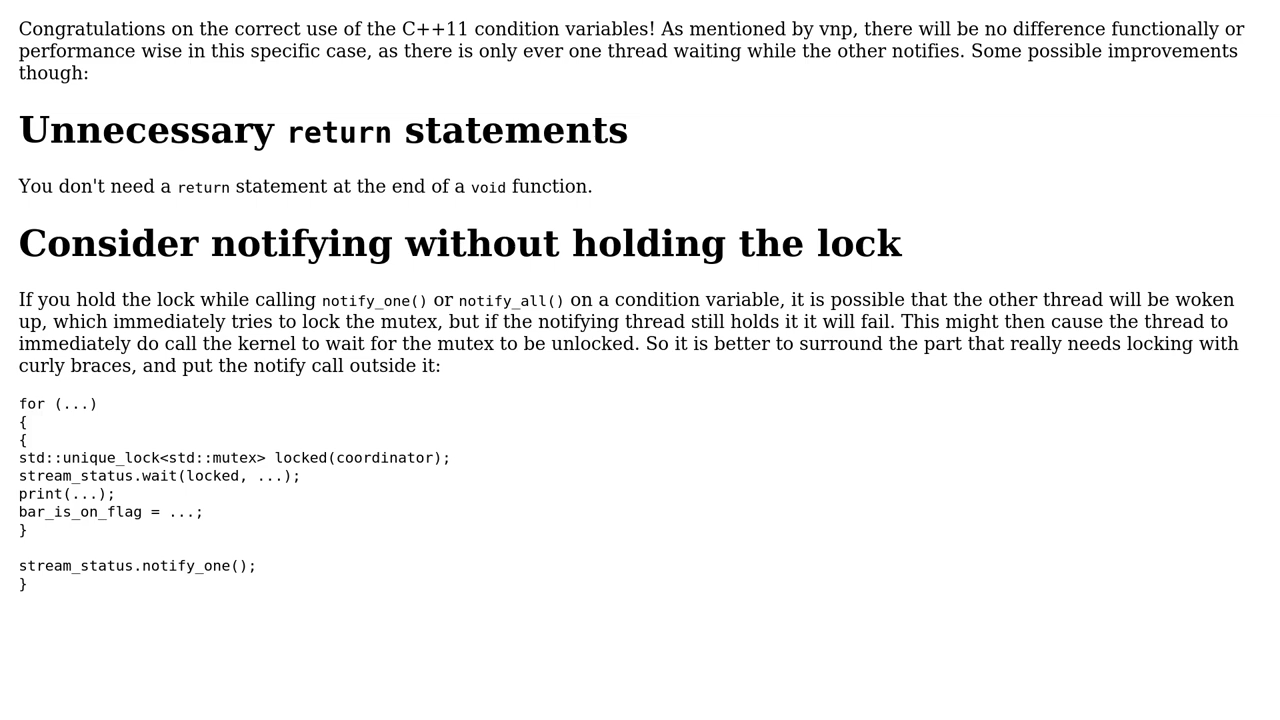 Congratulations on the correct use of the C++11 condition variables! As mentioned by vnp, there will be no difference functionally or
performance wise in this specific case, as there is only ever one thread waiting while the other notifies. Some possible improvements
though:
Unnecessary return statements
You don't need a return statement at the end of a void function.
Consider notifying without holding the lock
If you hold the lock while calling notify_one() or notify_all() on a condition variable, it is possible that the other thread will be woken
up, which immediately tries to lock the mutex, but if the notifying thread still holds it it will fail. This might then cause the thread to
immediately do call the kernel to wait for the mutex to be unlocked. So it is better to surround the part that really needs locking with
curly braces, and put the notify call outside it:
for (...)
{
{
std::unique_lock<std::mutex> locked(coordinator);
stream_status.wait(locked, ...);
print(...);
bar_is_on_flag = ...;
}
stream_status.notify_one();
}